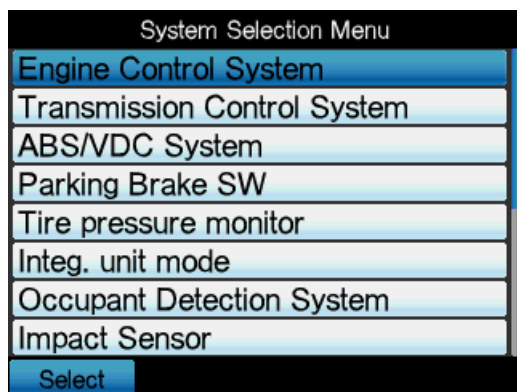 System Selection Menu
Engine Control System
Transmission Control System
ABS/VDC System
Parking Brake SW
Tire pressure monitor
Integ. unit mode
Occupant Detection System
Impact Sensor
Select